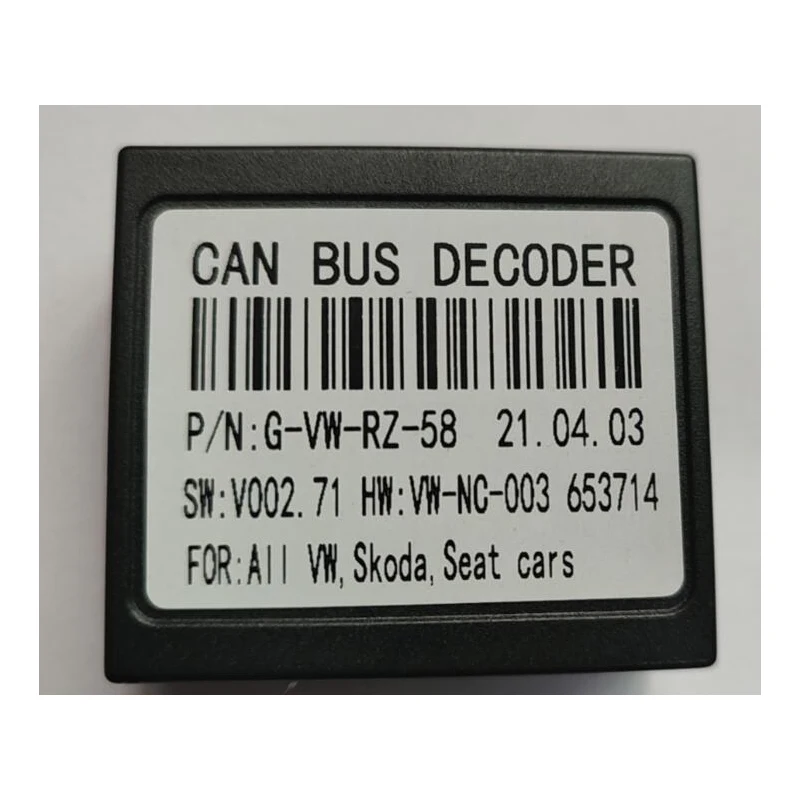 CAN BUS DECODER
P/N:G-VW-RZ-58 21.04.03
SW:V002.71 HW:VW-NC-003 653714
FOR:All VW,Skoda,Seat cars